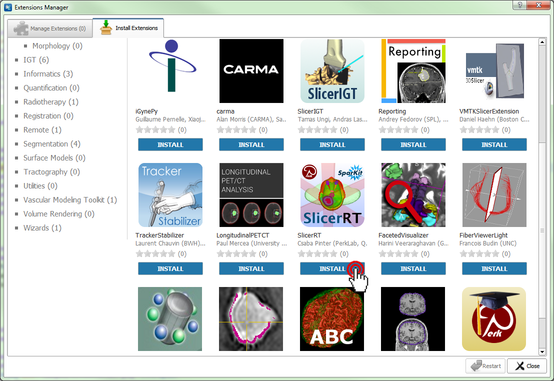 Extensions Manager
Manage Extensions (0)
Install Extensions
Morphology (0)
IGT (6)
Informatics (3)
Quantification (0)
Radiotherapy (1)
Registration (0)
Remote (1)
Segmentation (4)
Surface Models (0)
Tractography (0)
Utilities (0)
Vascular Modeling Toolkit (1)
Volume Rendering (0)
Wizards (1)
CARMA
SlicerIGT
Reporting
vmtk
3DSlicer
iGynePy
carma
SlicerIGT
Reporting
VMTKSlicerExtension
Guillaume Pernelle, Xiaoj...
Alan Morris (CARMA), Sa...
Tamas Ungi, Andras Las...
Andrey Fedorov (SPL), ...
Daniel Haehn (Boston C...
(0)
(0)
(0)
(0)
(0)
INSTALL
INSTALL
INSTALL
INSTALL
INSTALL
Tracker
Stabilizer
LONGITUDINAL
PET/CT
ANALYSIS
SparKit
SlicerRT
TrackerStabilizer
LongitudinalPETCT
SlicerRT
FacetedVisualizer
FiberViewerLight
Laurent Chauvin (BWH)...
Paul Mercea (University ...
Csaba Pinter (PerkLab, Q.
Harini Veeraraghavan (G...
Francois Budin (UNC)
(0)
(0)
(0)
(0)
(0)
INSTALL
INSTALL
INSTALL
INSTALL
INSTALL
ABC
Perk
Restart
Close